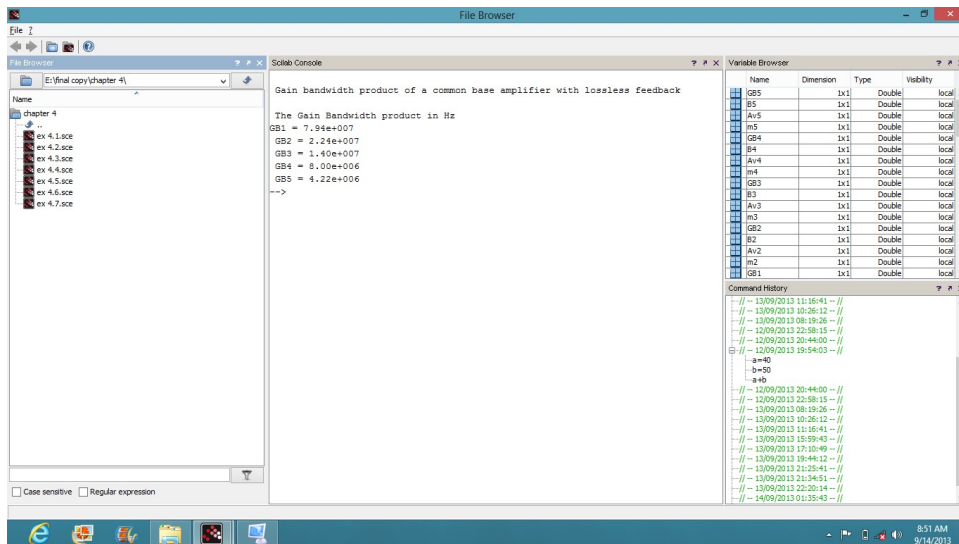 File Browser
File ?
File Browser
E:\final copy\chapter 4\
Name
chapter 4
..
ex 4.1.sce
ex 4.2.sce
ex 4.3.sce
ex 4.4.sce
ex 4.5.sce
ex 4.6.sce
ex 4.7.sce
Case sensitive Regular expression
Scilab Console
Gain bandwidth product of a common base amplifier with lossless feedback
The Gain Bandwidth product in Hz
GB1 = 7.94e+007
GB2 = 2.24e+007
GB3 = 1.40e+007
GB4 = 8.00e+006
GB5 = 4.22e+006
-->
Variable Browser
Name Dimension Type Visibility
GB5 1x1 Double local
B5 1x1 Double local
Av5 1x1 Double local
m5 1x1 Double local
GB4 1x1 Double local
B4 1x1 Double local
Av4 1x1 Double local
m4 1x1 Double local
GB3 1x1 Double local
B3 1x1 Double local
Av3 1x1 Double local
m3 1x1 Double local
GB2 1x1 Double local
B2 1x1 Double local
Av2 1x1 Double local
m2 1x1 Double local
GB1 1x1 Double local
Command History
// -- 13/09/2013 11:16:41 -- //
// -- 13/09/2013 10:26:12 -- //
// -- 13/09/2013 08:19:26 -- //
// -- 12/09/2013 22:58:15 -- //
// -- 12/09/2013 20:44:00 -- //
// -- 12/09/2013 19:54:03 -- //
a=40
b=50
a+b
// -- 12/09/2013 20:44:00 -- //
// -- 12/09/2013 22:58:15 -- //
// -- 13/09/2013 08:19:26 -- //
// -- 13/09/2013 10:26:12 -- //
// -- 13/09/2013 11:16:41 -- //
// -- 13/09/2013 15:59:43 -- //
// -- 13/09/2013 17:10:49 -- //
// -- 13/09/2013 19:44:12 -- //
// -- 13/09/2013 21:25:41 -- //
// -- 13/09/2013 21:34:51 -- //
// -- 13/09/2013 22:20:14 -- //
// -- 14/09/2013 01:35:43 -- //
8:51 AM
9/14/2013